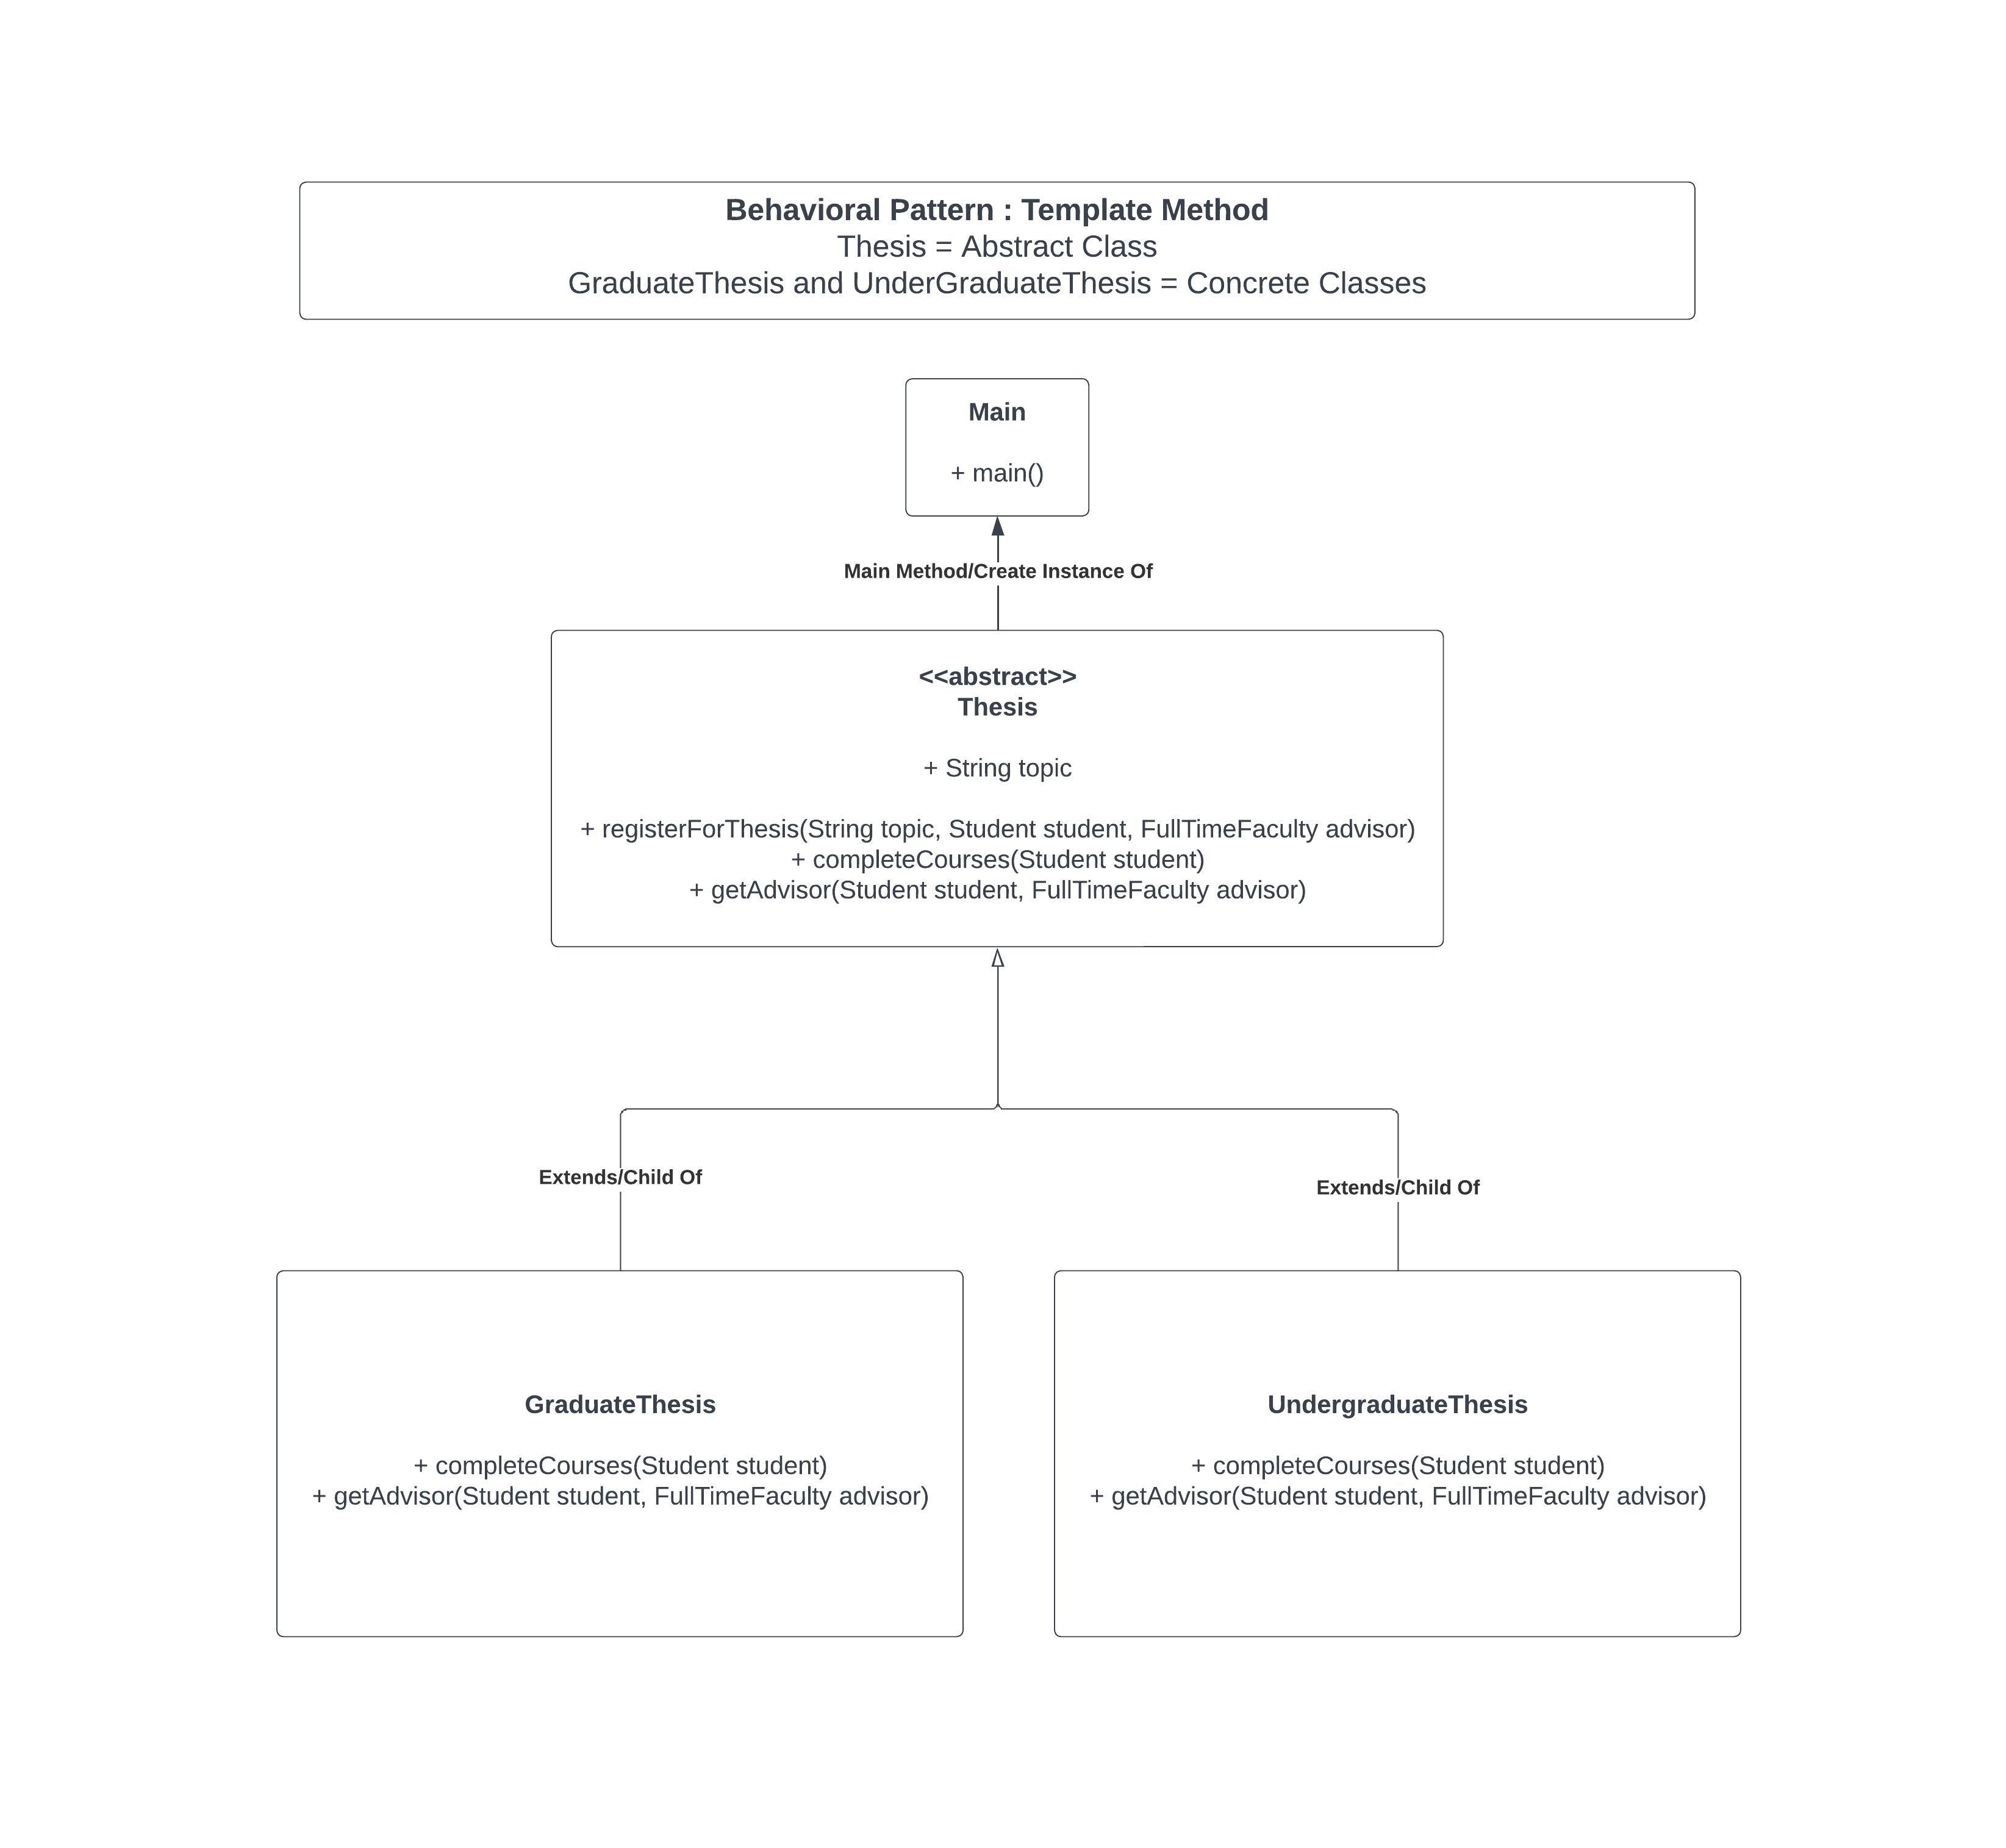 Behavioral Pattern : Template Method
Thesis = Abstract Class
GraduateThesis and UnderGraduateThesis = Concrete Classes
Main
+ main()
Main Method/Create Instance Of
<<abstract>>
Thesis
+ String topic
+ registerForThesis(String topic, Student student, FullTimeFaculty advisor)
+ completeCourses(Student student)
+ getAdvisor(Student student, FullTimeFaculty advisor)
Extends/Child Of
Extends/Child Of
GraduateThesis
+ completeCourses(Student student)
+ getAdvisor(Student student, FullTimeFaculty advisor)
UndergraduateThesis
+ completeCourses(Student student)
+ getAdvisor(Student student, FullTimeFaculty advisor)